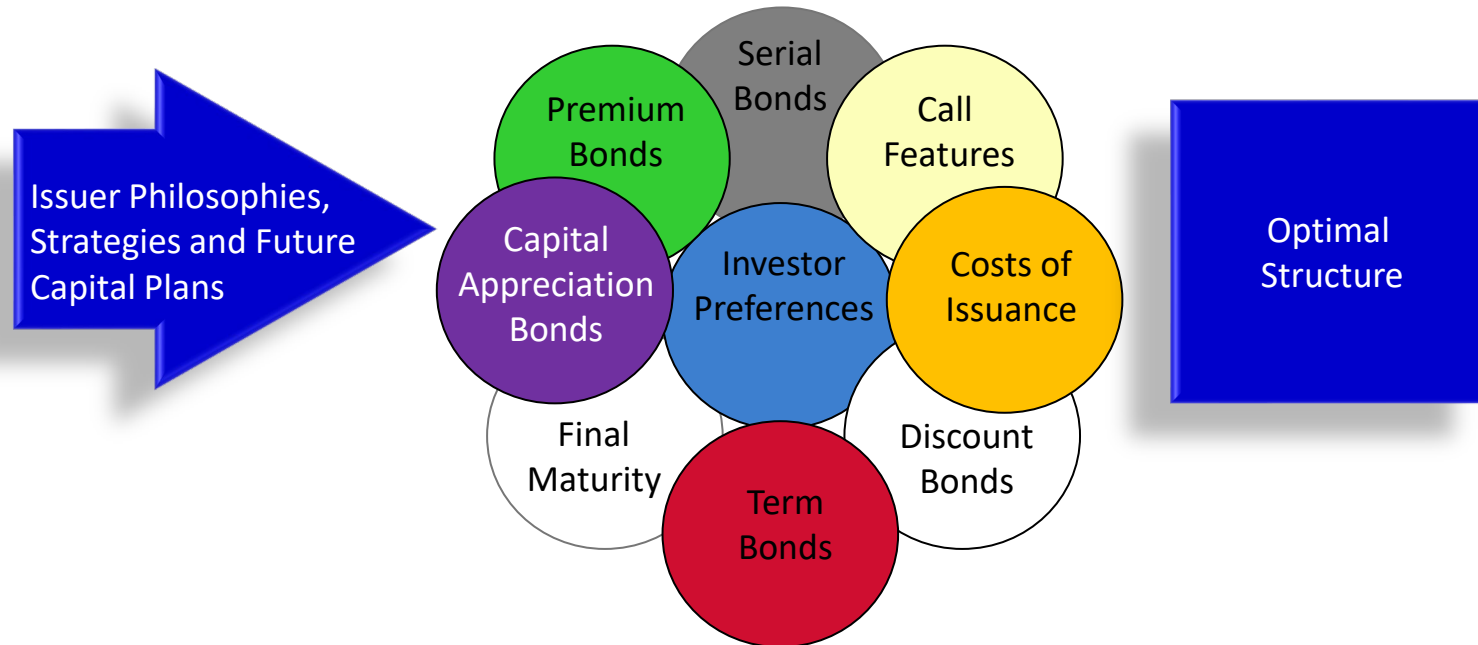 Issuer Philosophies,
Strategies and Future
Capital Plans
Serial
Bonds
Premium
Bonds
Call
Features
Capital
Appreciation
Bonds
Investor
Preferences
Costs of
Issuance
Final
Maturity
Discount
Bonds
Term
Bonds
Optimal
Structure